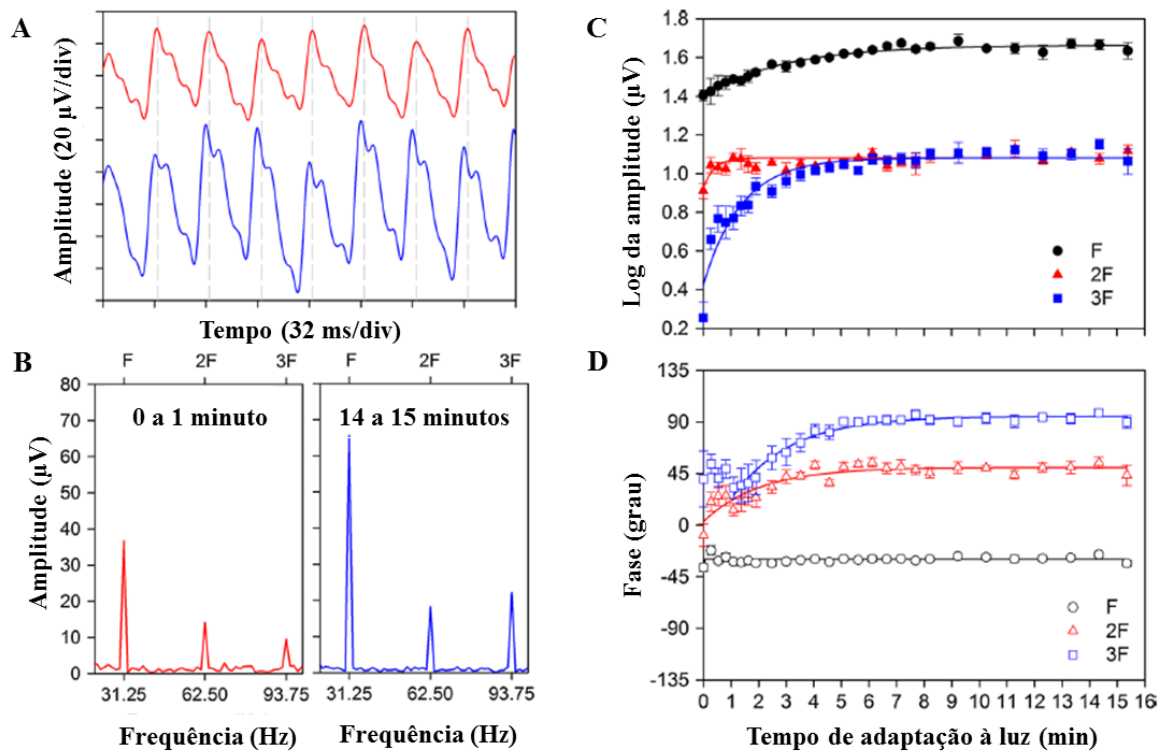 A
Amplitude (20 µV/div)
Tempo (32 ms/div)
B
F 2F 3F F 2F 3F
80
70
60
50
40
30
20
10
0
0 a 1 minuto
14 a 15 minutos
Amplitude (µV)
31.25 62.50 93.75 31.25 62.50 93.75
Frequência (Hz) Frequência (Hz)
C
Log da amplitude (µV)
1.8
1.6
1.4
1.2
1.0
0.8
0.6
0.4
0.2
F
2F
3F
D
Fase (grau)
135
90
45
0
-45
-90
-135
F
2F
3F
0 1 2 3 4 5 6 7 8 9 10 11 12 13 14 15 16
Tempo de adaptação à luz (min)